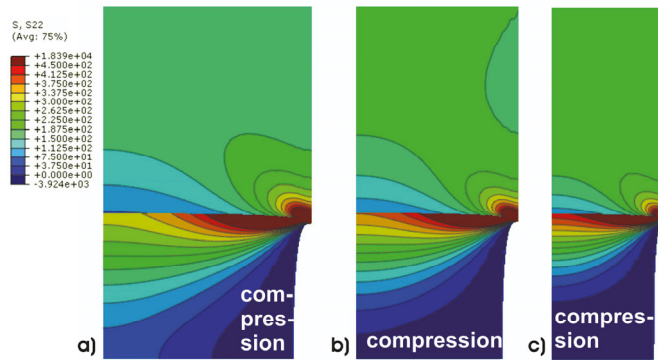 S, S22
(Avg: 75%)
+1.839e+04
+4.500e+02
+4.125e+02
+3.750e+02
+3.375e+02
+3.000e+02
+2.625e+02
+2.250e+02
+1.875e+02
+1.500e+02
+1.125e+02
+7.500e+01
+3.750e+01
+0.000e+00
-3.924e+03
com-
pres-
sion
a)
compression
b)
compres-
sion
c)